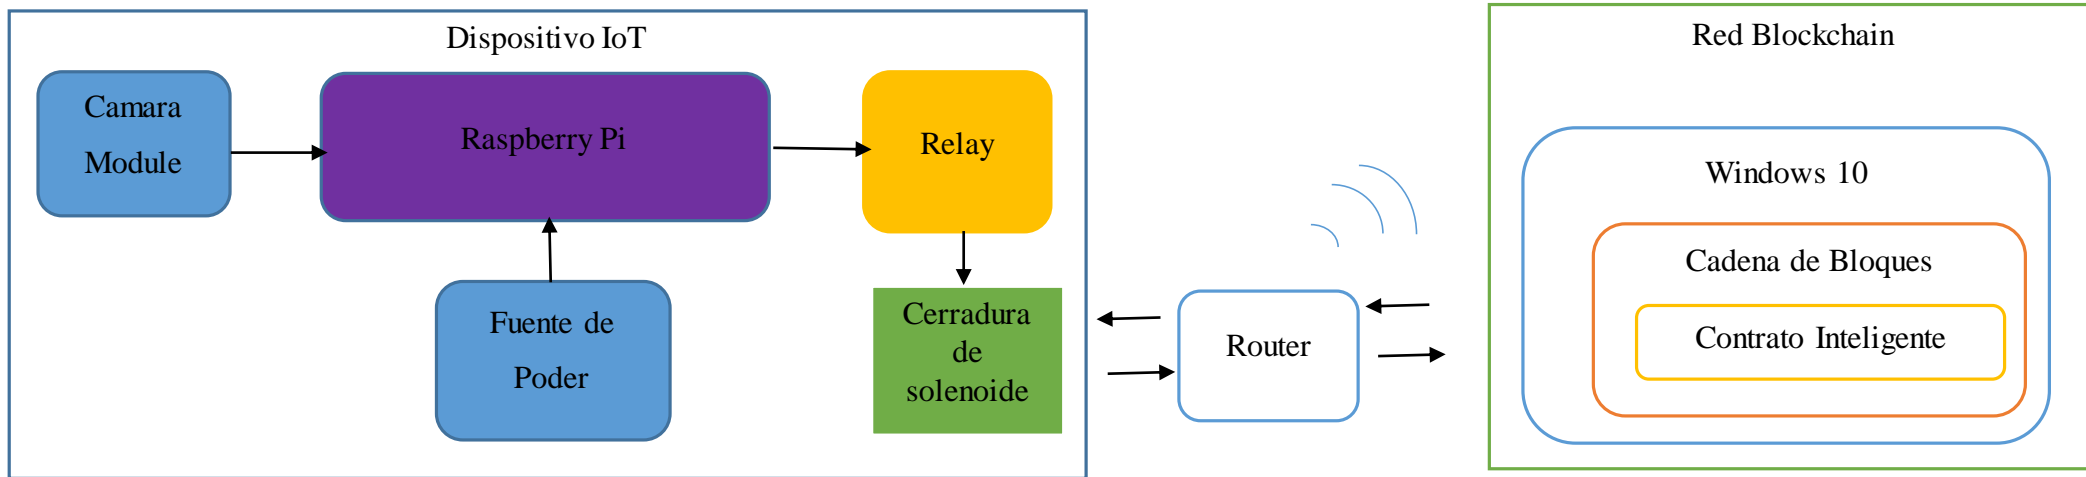 Dispositivo IoT
Camara
Module
Raspberry Pi
Relay
Fuente de
Poder
Cerradura
de
solenoide
Router
Red Blockchain
Windows 10
Cadena de Bloques
Contrato Inteligente